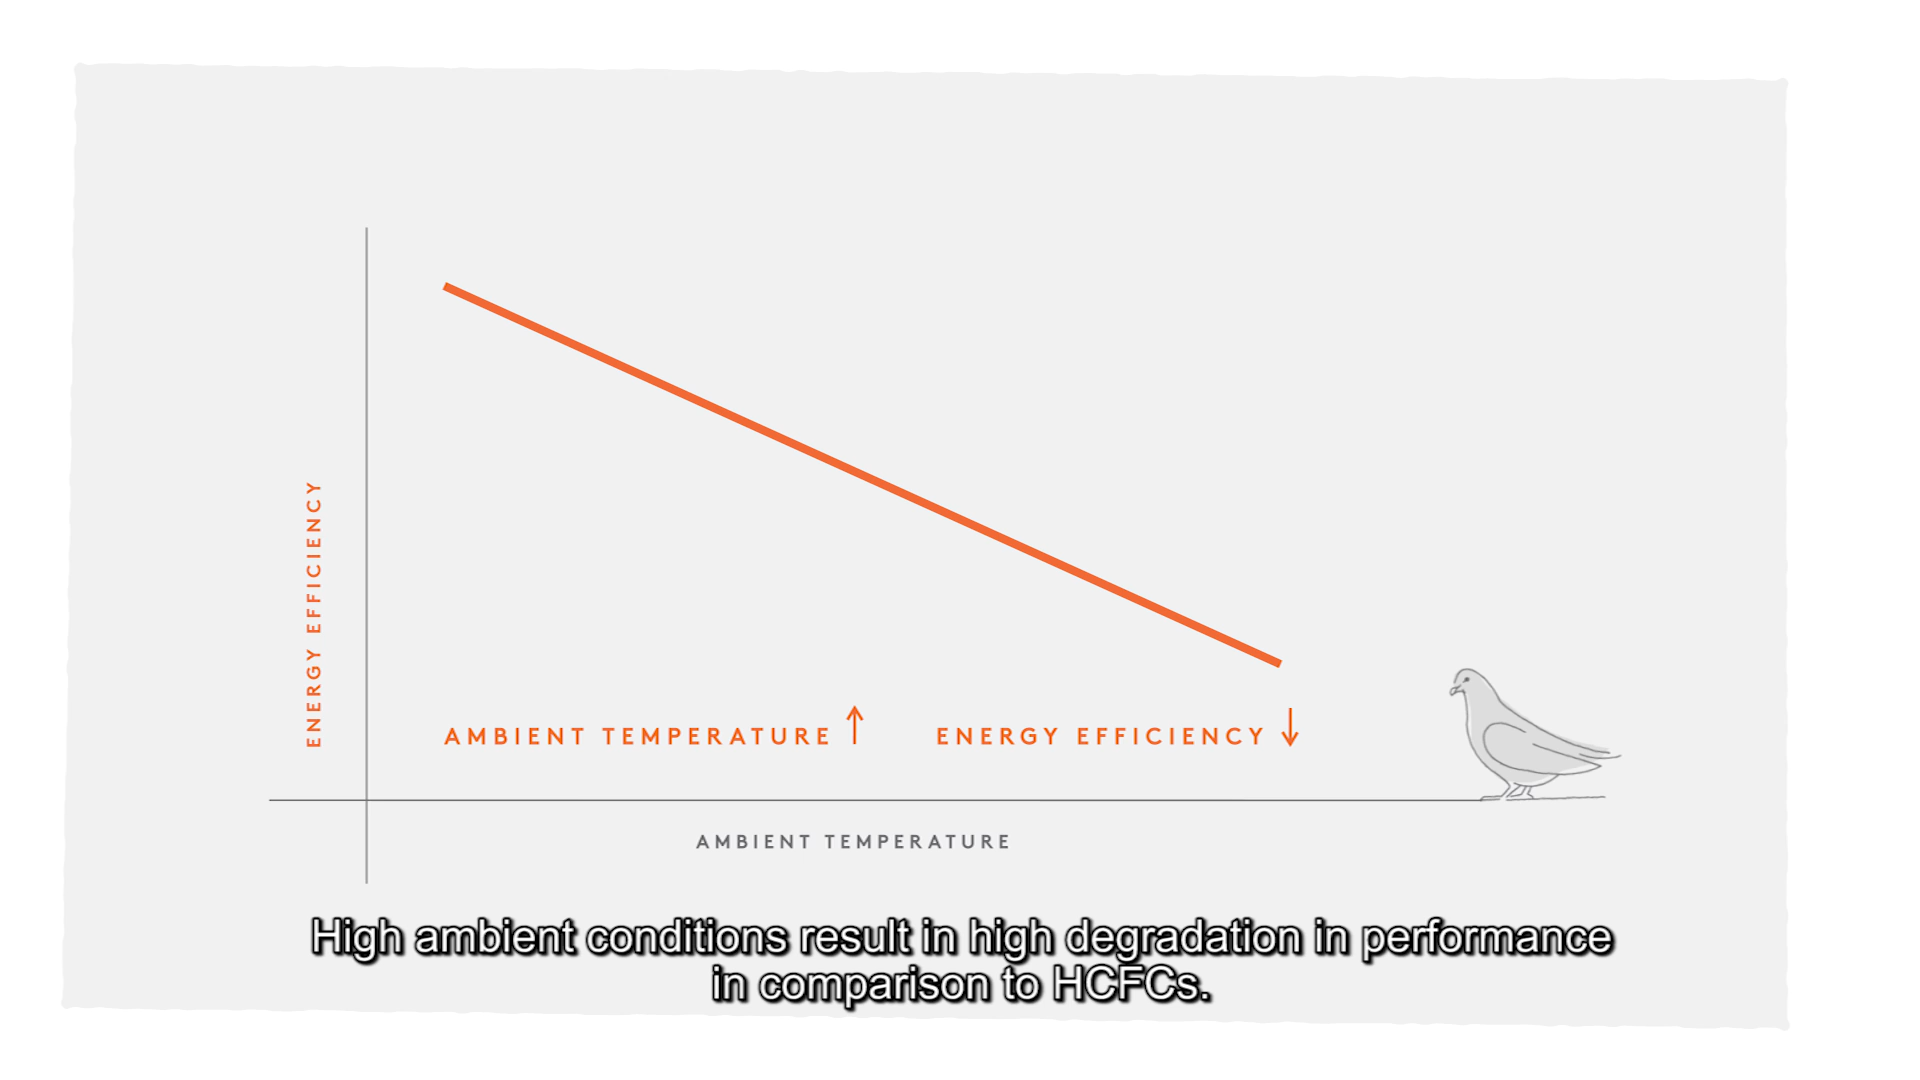 ENERGY EFFICIENCY
AMBIENT TEMPERATURE ↑ ENERGY EFFICIENCY ↓
AMBIENT TEMPERATURE
High ambient conditions result in high degradation in performance
in comparison to HCFCs.